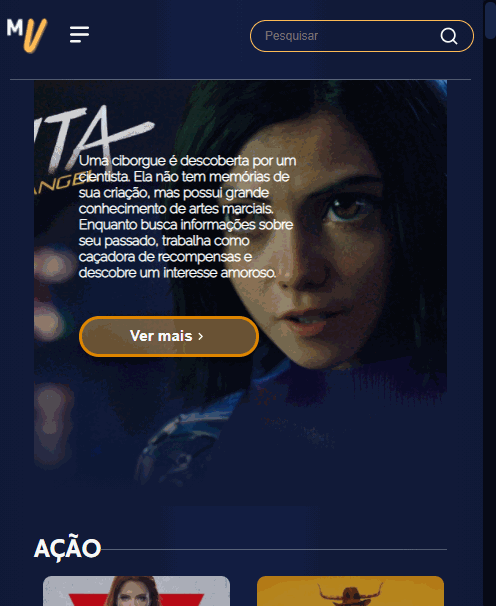 MV
Pesquisar
ITA
ANGE
Uma ciborgue é descoberta por um
cientista. Ela não tem memórias de
sua criação, mas possui grande
conhecimento de artes marciais.
Enquanto busca informações sobre
seu passado, trabalha como
caçadora de recompensas e
descobre um interesse amoroso.
Ver mais ›
AÇÃO